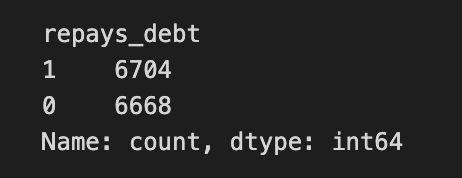 repays_debt
1    6704
0    6668
Name: count, dtype: int64